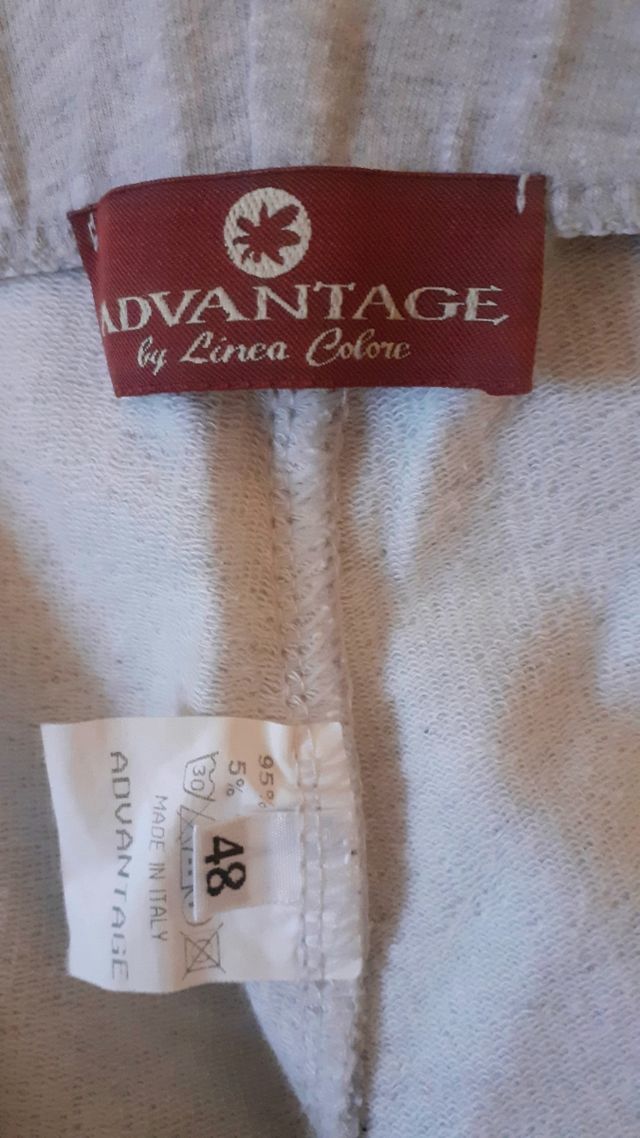 ADVANTAGE
by Linea Colore
95%
5%
30
48
MADE IN ITALY
ADVANTAGE